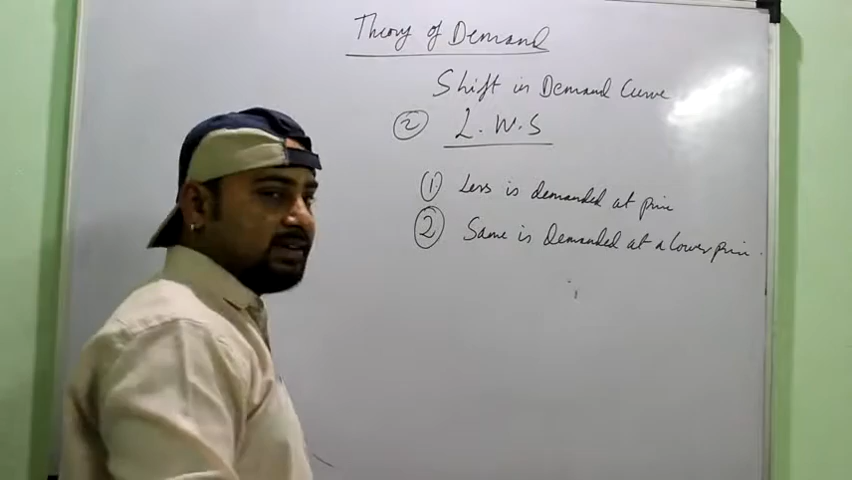 Theory of Demand
Shift in Demand Curve
② L.W.S
① Less is demanded at price
② Same is demanded at a lower price.